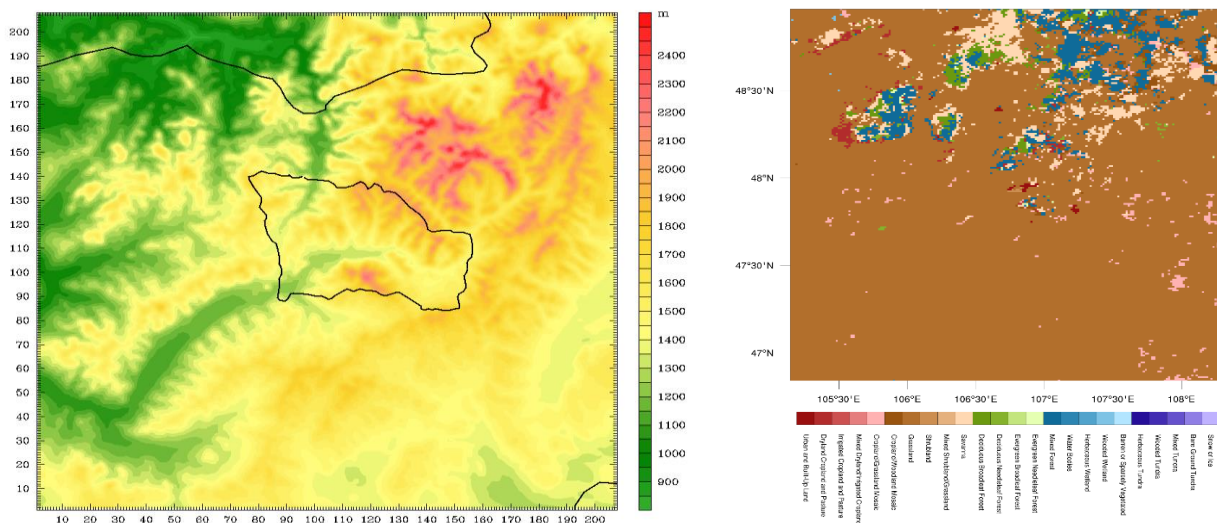 m
200
190
180
170
160
150
140
130
120
110
100
90
80
70
60
50
40
30
20
10
10 20 30 40 50 60 70 80 90 100 110 120 130 140 150 160 170 180 190 200
2400
2300
2200
2100
2000
1900
1800
1700
1600
1500
1400
1300
1200
1100
1000
900
48°30'N
48°N
47°30'N
47°N
105°30'E 106°E 106°30'E 107°E 107°30'E 108°E
Urban and Built-Up Land
Dryland Cropland and Pasture
Irrigated Cropland and Pasture
Mixed Dryland/Irrigated Cropland
Cropland/Grassland Mosaic
Cropland/Woodland Mosaic
Grassland
Shrubland
Mixed Shrubland/Grassland
Savanna
Deciduous Broadleaf Forest
Deciduous Needleleaf Forest
Evergreen Broadleaf Forest
Evergreen Needleleaf Forest
Mixed Forest
Water Bodies
Herbaceous Wetland
Wooded Wetland
Barren or Sparsely Vegetated
Herbaceous Tundra
Wooded Tundra
Mixed Tundra
Bare Ground Tundra
Snow or Ice